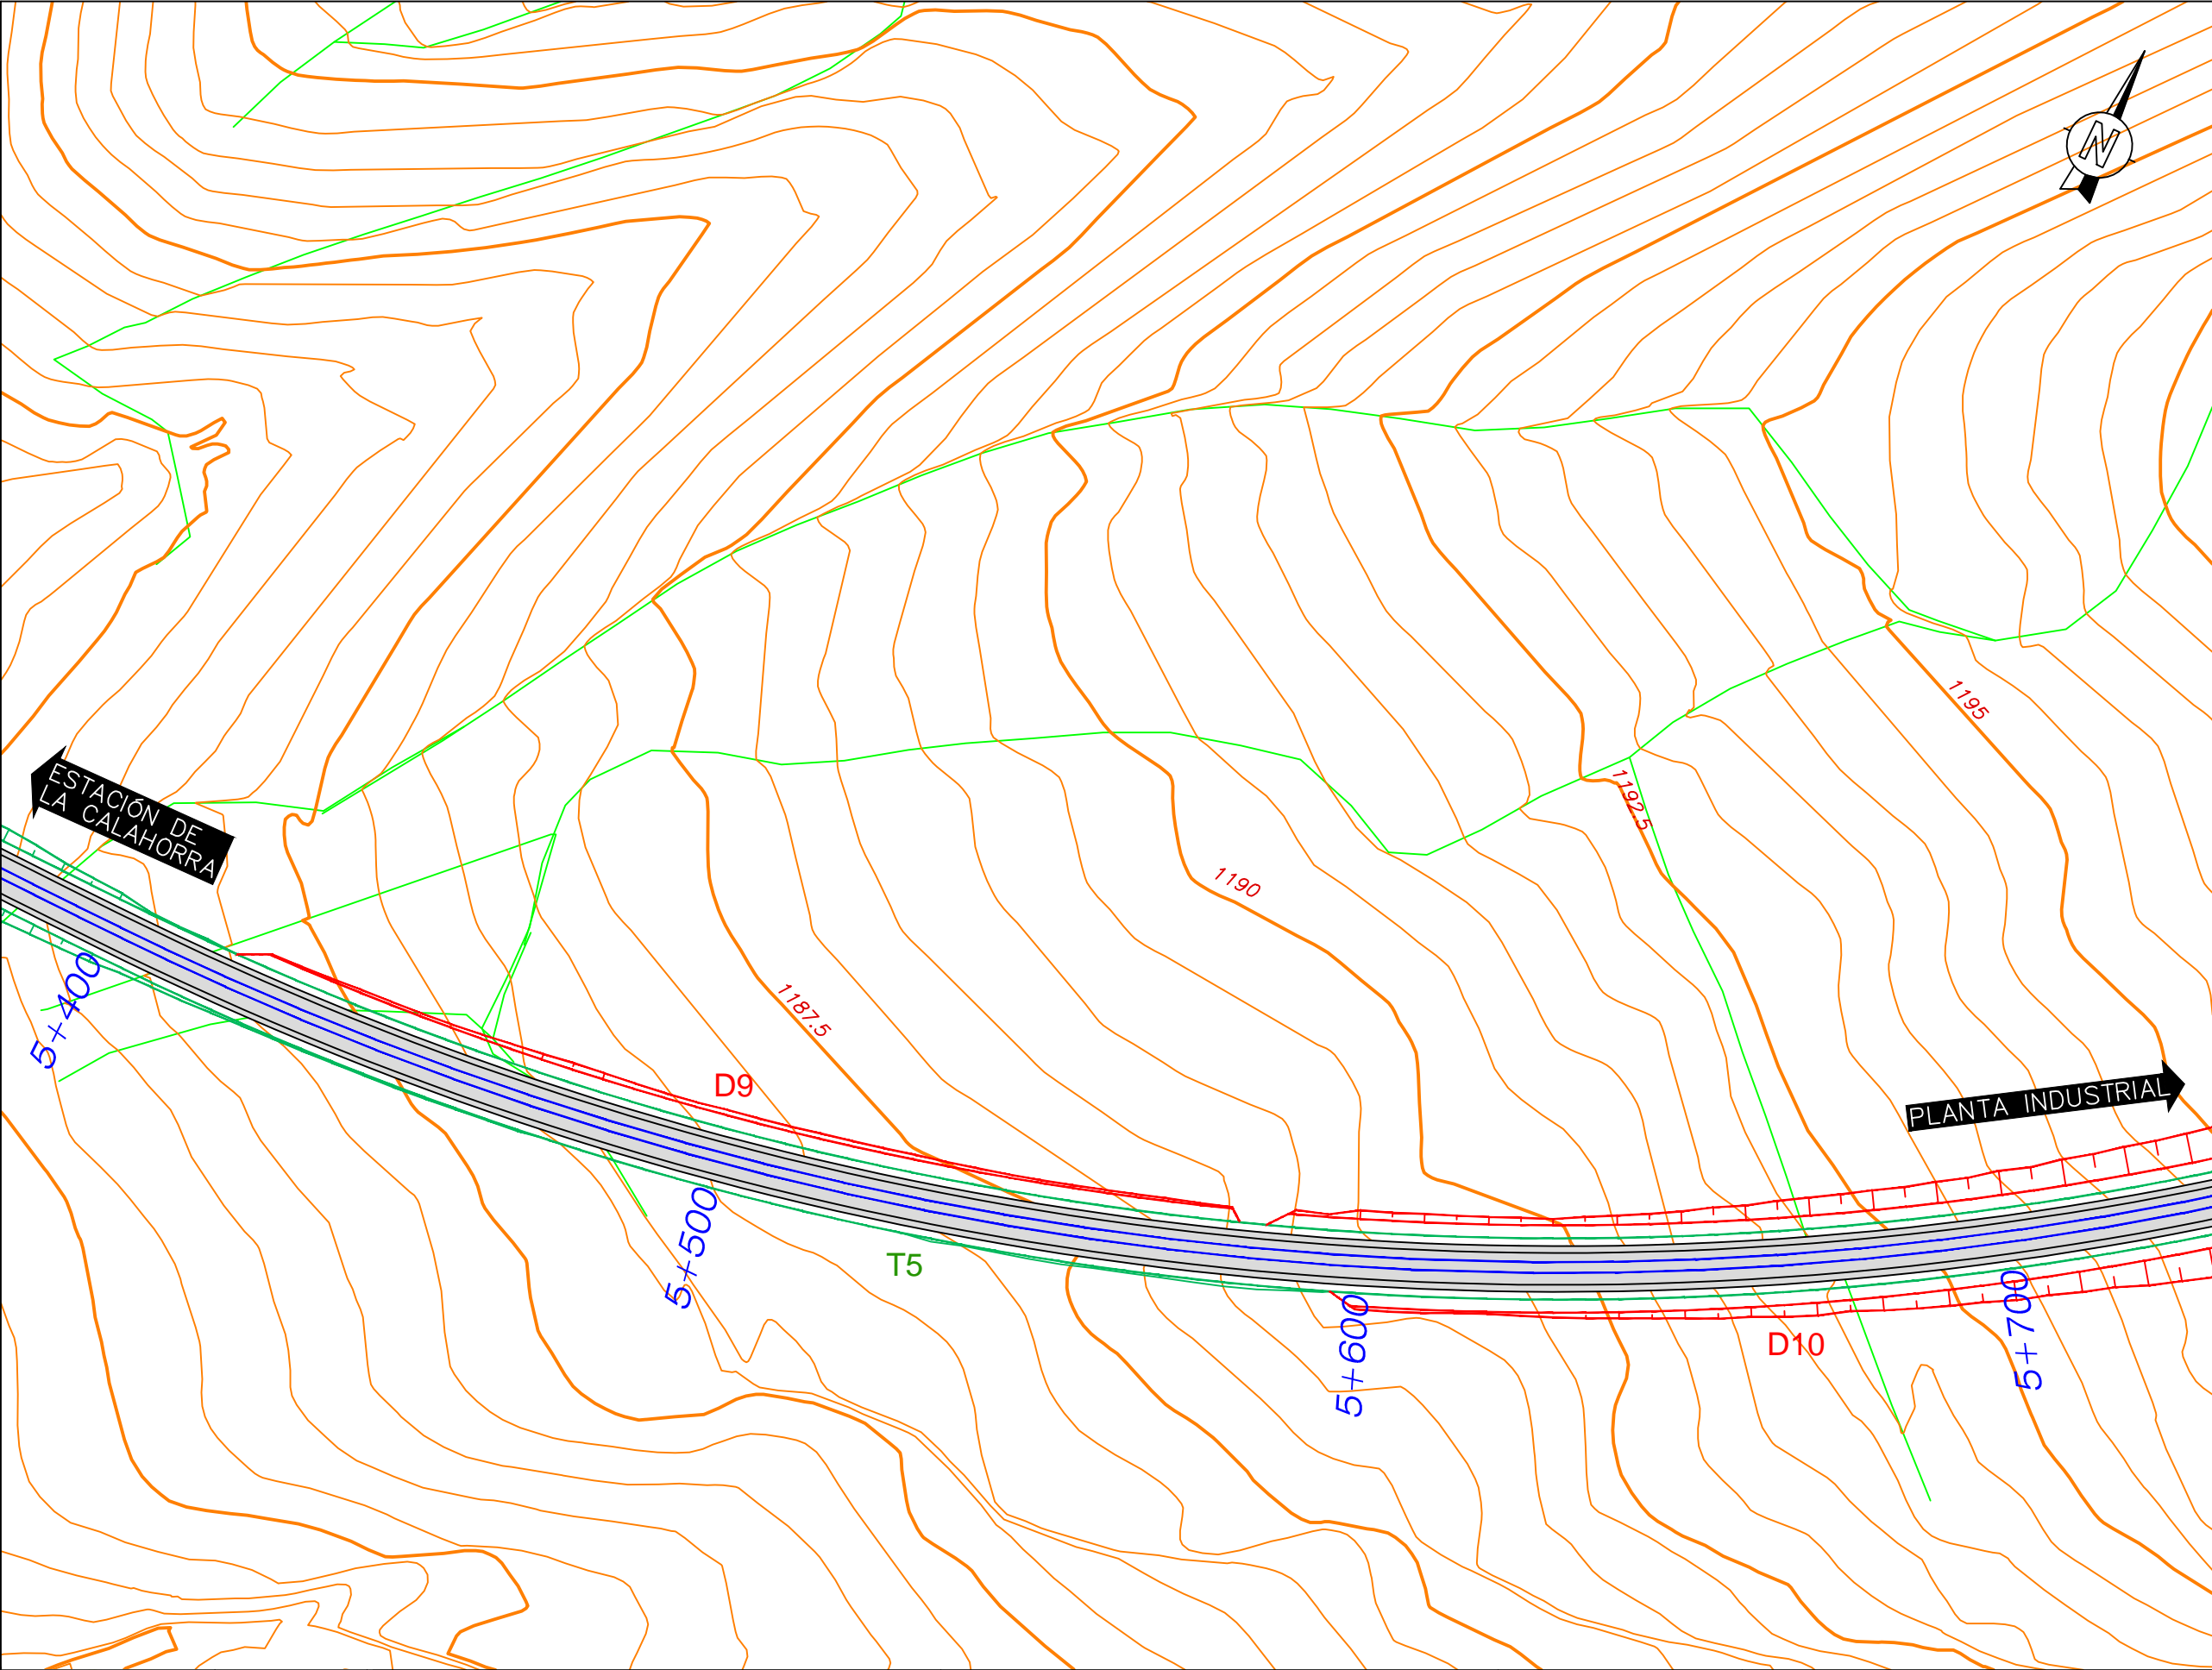 N
1195
ESTACIÓN DE
LA CALAHORRA
1192.5
1190
5+400
1187.5
D9
PLANTA INDUSTRIAL
5+500
T5
5+600
D10
5+700